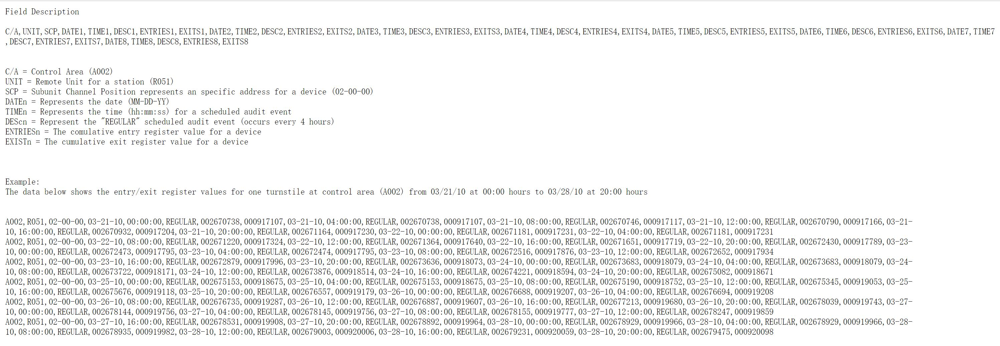 Field Description
C/A,UNIT,SCP,DATE1,TIME1,DESC1,ENTRIES1,EXITS1,DATE2,TIME2,DESC2,ENTRIES2,EXITS2,DATE3,TIME3,DESC3,ENTRIES3,EXITS3,DATE4,TIME4,DESC4,ENTRIES4,EXITS4,DATE5,TIME5,DESC5,ENTRIES5,EXITS5,DATE6,TIME6,DESC6,ENTRIES6,EXITS6,DATE7,TIME7
,DESC7,ENTRIES7,EXITS7,DATE8,TIME8,DESC8,ENTRIES8,EXITS8
C/A = Control Area (A002)
UNIT = Remote Unit for a station (R051)
SCP = Subunit Channel Position represents an specific address for a device (02-00-00)
DATEn = Represents the date (MM-DD-YY)
TIMEn = Represents the time (hh:mm:ss) for a scheduled audit event
DEScn = Represent the "REGULAR" scheduled audit event (occurs every 4 hours)
ENTRIESn = The comulative entry register value for a device
EXISTn = The cumulative exit register value for a device
Example:
The data below shows the entry/exit register values for one turnstile at control area (A002) from 03/21/10 at 00:00 hours to 03/28/10 at 20:00 hours
A002,R051,02-00-00,03-21-10,00:00:00,REGULAR,002670738,000917107,03-21-10,04:00:00,REGULAR,002670738,000917107,03-21-10,08:00:00,REGULAR,002670746,000917117,03-21-10,12:00:00,REGULAR,002670790,000917166,03-21-
10,16:00:00,REGULAR,002670932,000917204,03-21-10,20:00:00,REGULAR,002671164,000917230,03-22-10,00:00:00,REGULAR,002671181,000917231,03-22-10,04:00:00,REGULAR,002671181,000917231
A002,R051,02-00-00,03-22-10,08:00:00,REGULAR,002671220,000917324,03-22-10,12:00:00,REGULAR,002671364,000917640,03-22-10,16:00:00,REGULAR,002671651,000917719,03-22-10,20:00:00,REGULAR,002672430,000917789,03-23-
10,00:00:00,REGULAR,002672473,000917795,03-23-10,04:00:00,REGULAR,002672474,000917795,03-23-10,08:00:00,REGULAR,002672516,000917876,03-23-10,12:00:00,REGULAR,002672652,000917934
A002,R051,02-00-00,03-23-10,16:00:00,REGULAR,002672879,000917996,03-23-10,20:00:00,REGULAR,002673636,000918073,03-24-10,00:00:00,REGULAR,002673683,000918079,03-24-10,04:00:00,REGULAR,002673683,000918079,03-24-
10,08:00:00,REGULAR,002673722,000918171,03-24-10,12:00:00,REGULAR,002673876,000918514,03-24-10,16:00:00,REGULAR,002674221,000918594,03-24-10,20:00:00,REGULAR,002675082,000918671
A002,R051,02-00-00,03-25-10,00:00:00,REGULAR,002675153,000918675,03-25-10,04:00:00,REGULAR,002675153,000918675,03-25-10,08:00:00,REGULAR,002675190,000918752,03-25-10,12:00:00,REGULAR,002675345,000919053,03-25-
10,16:00:00,REGULAR,002675676,000919118,03-25-10,20:00:00,REGULAR,002676557,000919179,03-26-10,00:00:00,REGULAR,002676688,000919207,03-26-10,04:00:00,REGULAR,002676694,000919208
A002,R051,02-00-00,03-26-10,08:00:00,REGULAR,002676735,000919287,03-26-10,12:00:00,REGULAR,002676887,000919607,03-26-10,16:00:00,REGULAR,002677213,000919680,03-26-10,20:00:00,REGULAR,002678039,000919743,03-27-
10,00:00:00,REGULAR,002678144,000919756,03-27-10,04:00:00,REGULAR,002678145,000919756,03-27-10,08:00:00,REGULAR,002678155,000919777,03-27-10,12:00:00,REGULAR,002678247,000919859
A002,R051,02-00-00,03-27-10,16:00:00,REGULAR,002678531,000919908,03-27-10,20:00:00,REGULAR,002678892,000919964,03-28-10,00:00:00,REGULAR,002678929,000919966,03-28-10,04:00:00,REGULAR,002678929,000919966,03-28-
10,08:00:00,REGULAR,002678935,000919982,03-28-10,12:00:00,REGULAR,002679003,000920006,03-28-10,16:00:00,REGULAR,002679231,000920059,03-28-10,20:00:00,REGULAR,002679475,000920098